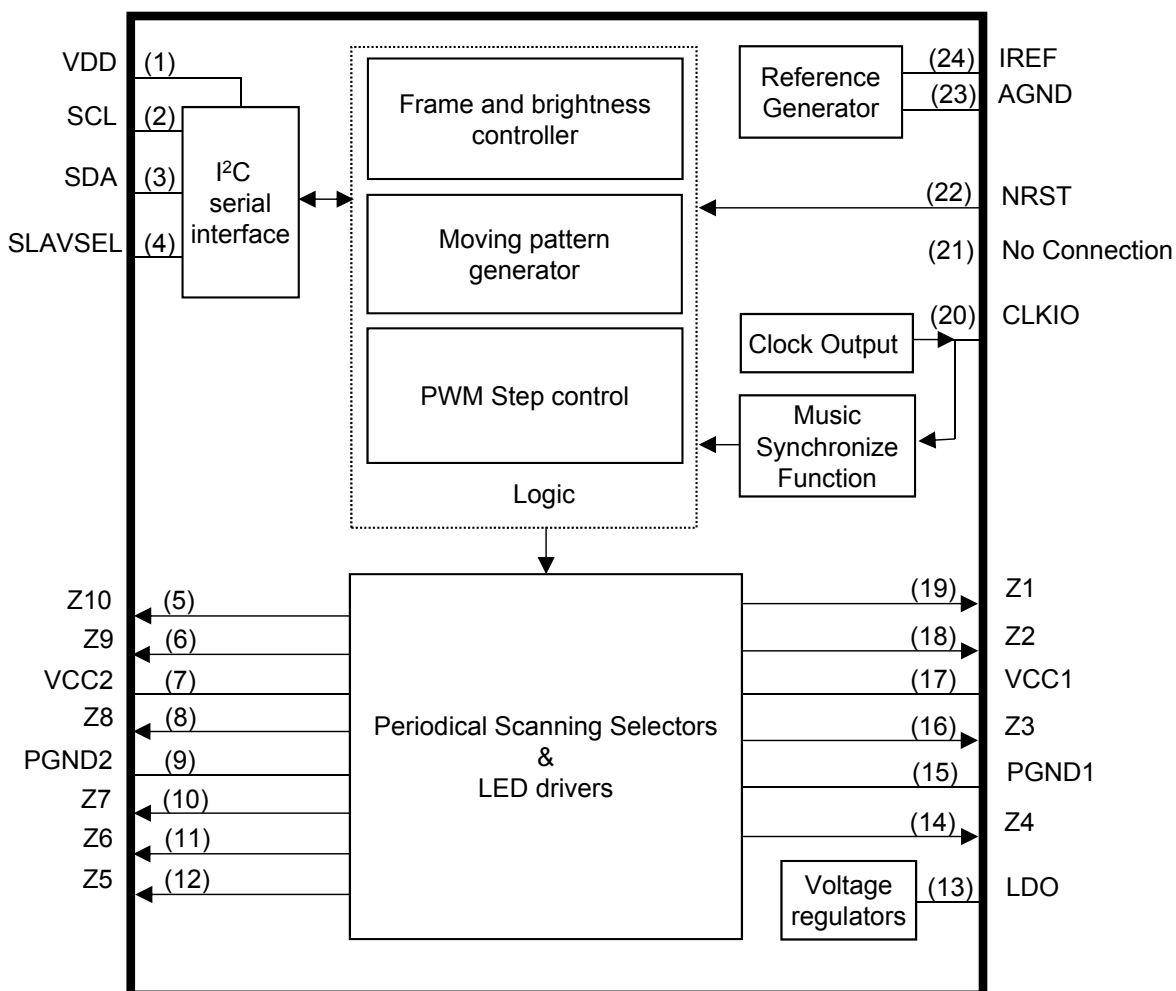 VDD (1)
SCL (2)
SDA (3)
SLAVSEL (4)
I²C
serial
interface
Frame and brightness
controller
Moving pattern
generator
PWM Step control
Logic
Reference
Generator
(24) IREF
(23) AGND
(22) NRST
(21) No Connection
(20) CLKIO
Clock Output
Music
Synchronize
Function
Z10 (5)
Z9 (6)
VCC2 (7)
Z8 (8)
PGND2 (9)
Z7 (10)
Z6 (11)
Z5 (12)
Periodical Scanning Selectors
&
LED drivers
(19) Z1
(18) Z2
(17) VCC1
(16) Z3
(15) PGND1
(14) Z4
Voltage
regulators
(13) LDO